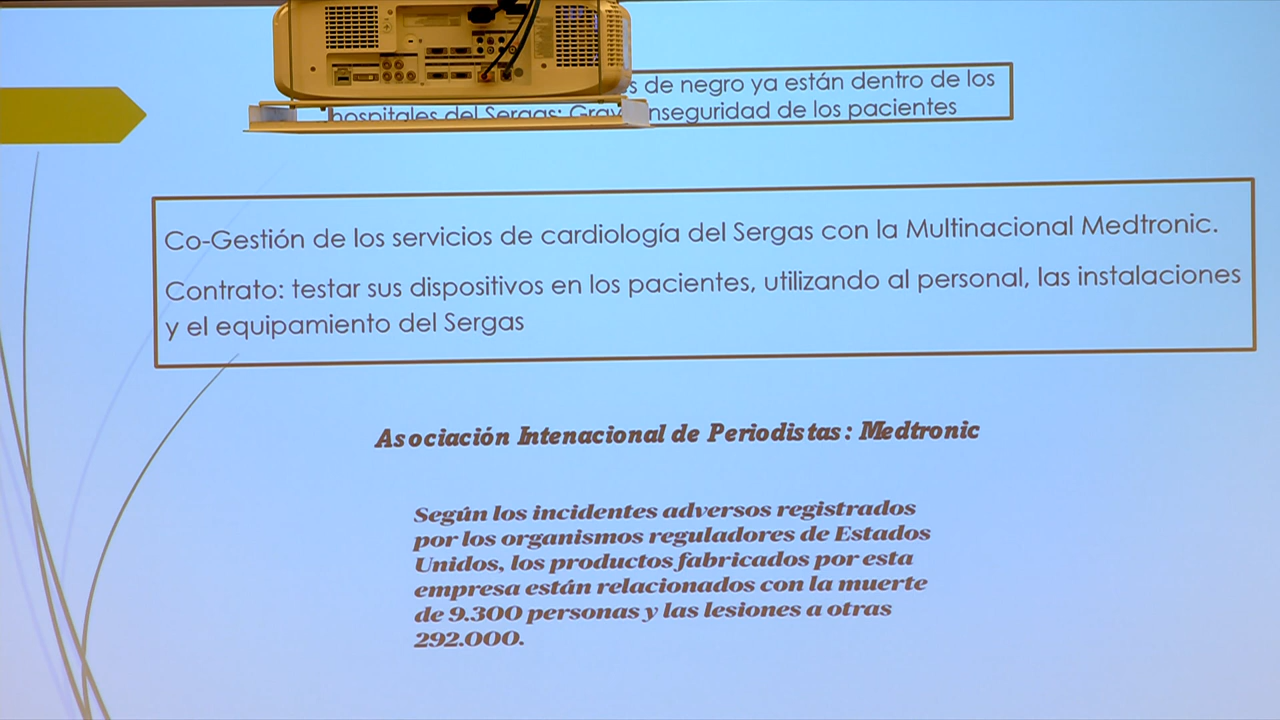 s de negro ya están dentro de los
hospitales del Sergas: Grave inseguridad de los pacientes
Co-Gestión de los servicios de cardiología del Sergas con la Multinacional Medtronic.
Contrato: testar sus dispositivos en los pacientes, utilizando al personal, las instalaciones
y el equipamiento del Sergas
Asociación Intenacional de Periodistas: Medtronic
Según los incidentes adversos registrados
por los organismos reguladores de Estados
Unidos, los productos fabricados por esta
empresa están relacionados con la muerte
de 9.300 personas y las lesiones a otras
292.000.